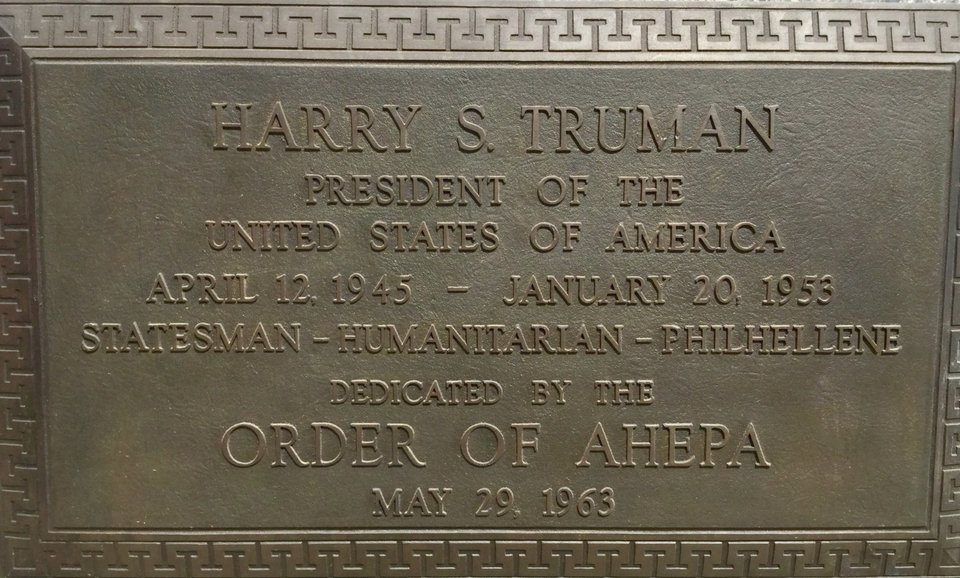 HARRY S. TRUMAN
PRESIDENT OF THE
UNITED STATES OF AMERICA
APRIL 12, 1945 – JANUARY 20, 1953
STATESMAN – HUMANITARIAN – PHILHELLENE
DEDICATED BY THE
ORDER OF AHEPA
MAY 29, 1963